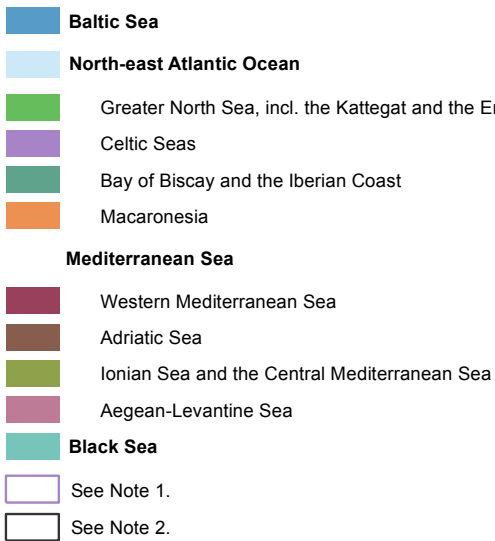 Baltic Sea
North-east Atlantic Ocean
Greater North Sea, incl. the Kattegat and the
Celtic Seas
Bay of Biscay and the Iberian Coast
Macaronesia
Mediterranean Sea
Western Mediterranean Sea
Adriatic Sea
Ionian Sea and the Central Mediterranean Sea
Aegean-Levantine Sea
Black Sea
See Note 1.
See Note 2.